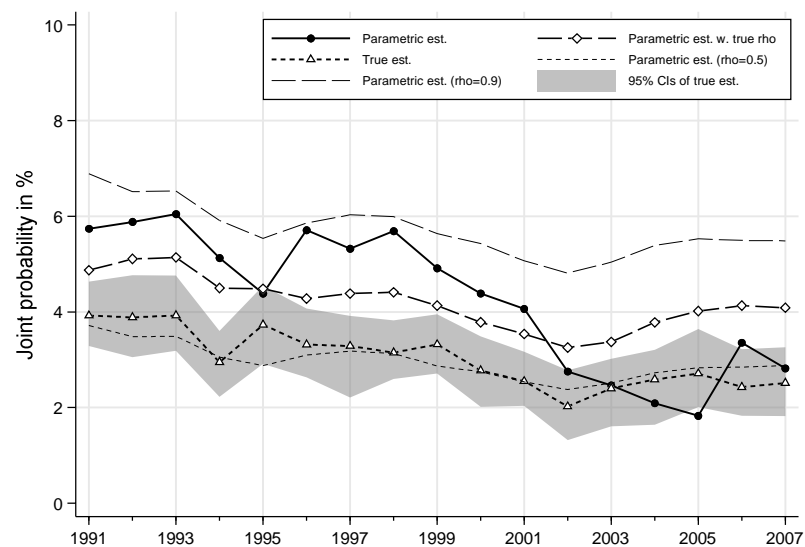 Parametric est.
Parametric est. w. true rho
True est.
Parametric est. (rho=0.5)
Parametric est. (rho=0.9)
95% CIs of true est.
Joint probability in %
10
8
6
4
2
0
1991 1993 1995 1997 1999 2001 2003 2005 2007